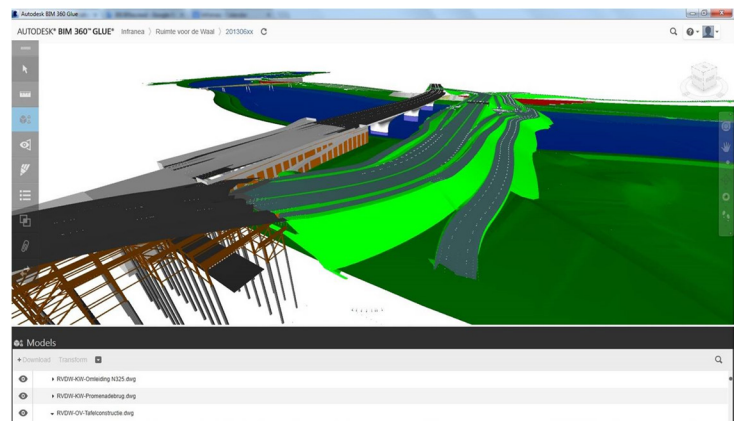 Autodesk BIM 360 Glue
AUTODESK® BIM 360™ GLUE® Infranea Ruimte voor de Waal 201306xx
Models
+ Download Transform
RVDW-KW-Omleiding N325.dwg
RVDW-KW-Promenadebrug.dwg
RVDW-OV-Tafelconstructie.dwg